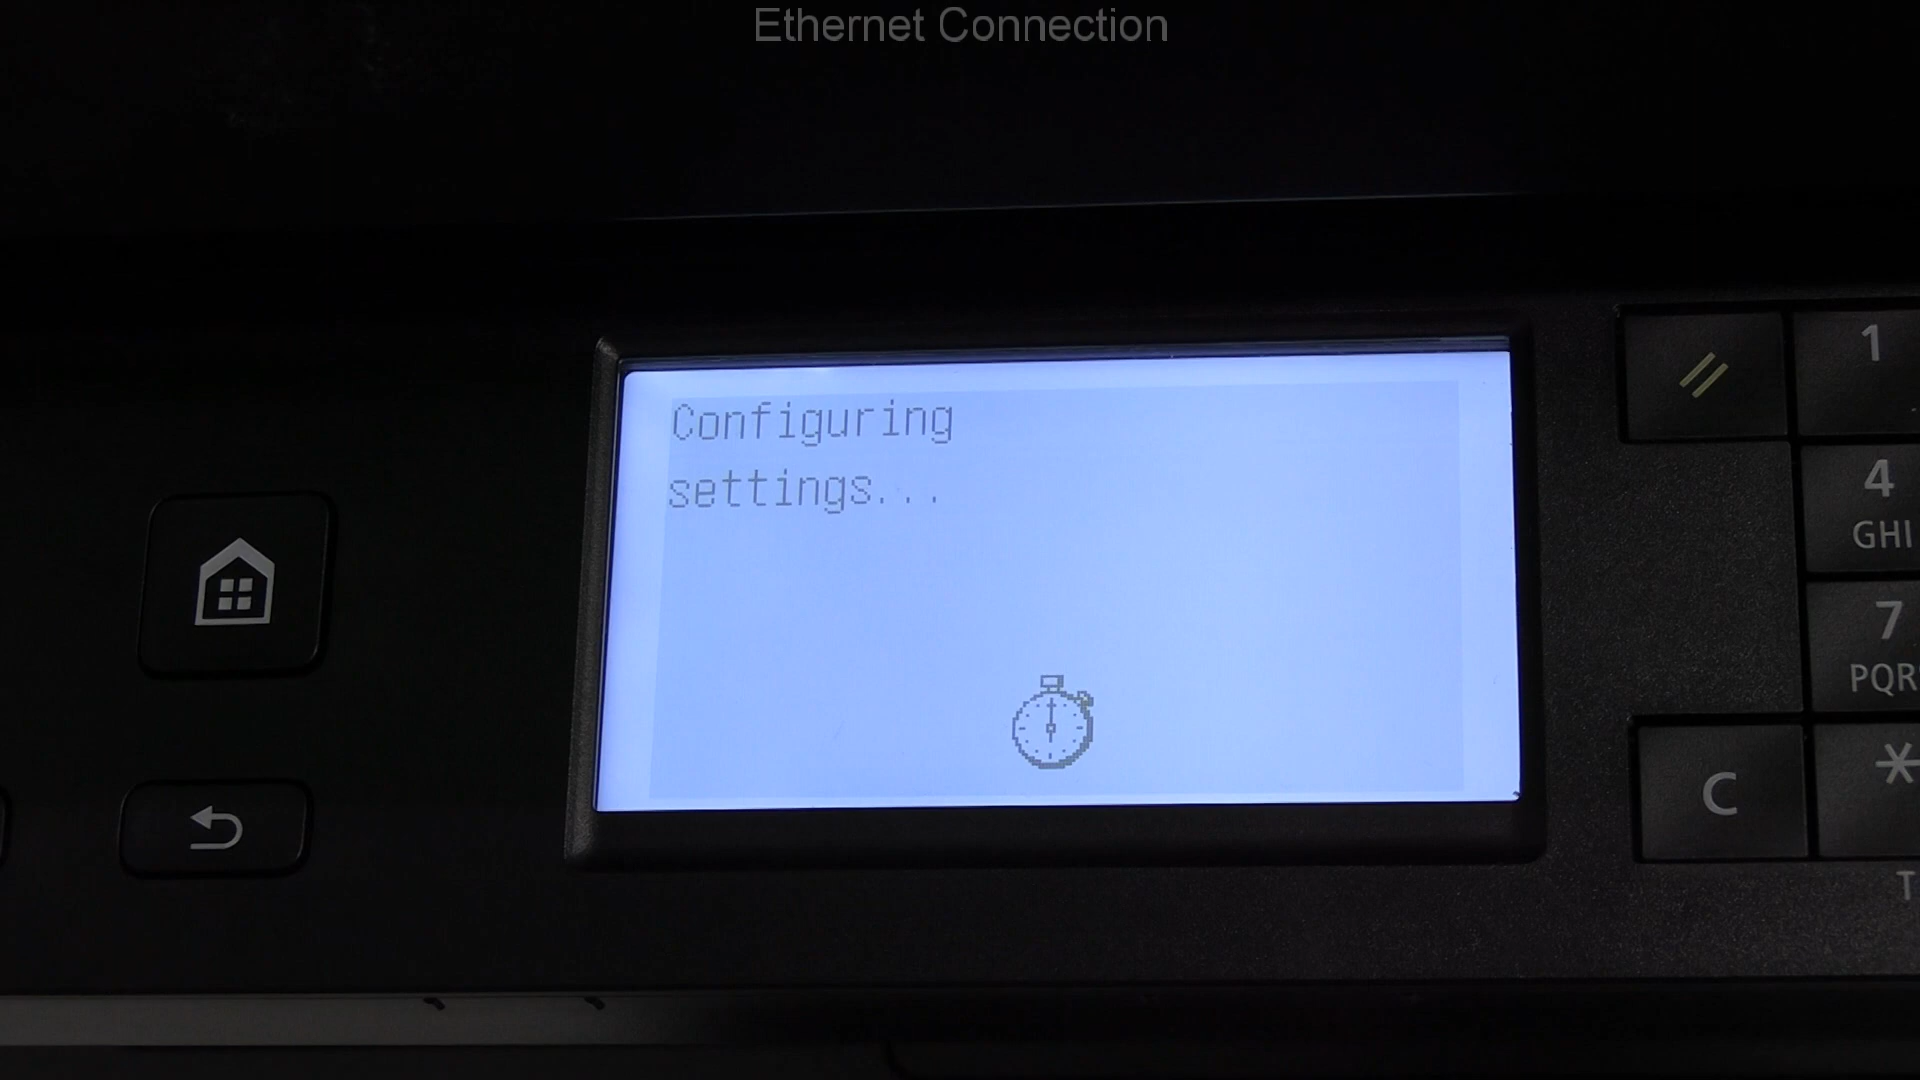 Ethernet Connection
Configuring
settings...
1
4
GHI
7
PQR
C
*
T